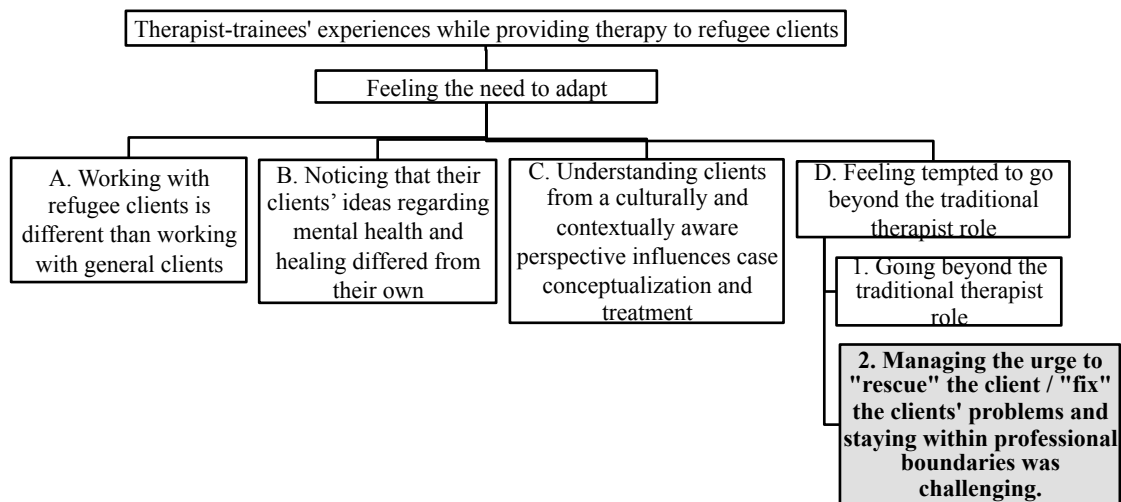 Therapist-trainees' experiences while providing therapy to refugee clients
Feeling the need to adapt
A. Working with
refugee clients is
different than working
with general clients
B. Noticing that their
clients’ ideas regarding
mental health and
healing differed from
their own
C. Understanding clients
from a culturally and
contextually aware
perspective influences case
conceptualization and
treatment
D. Feeling tempted to go
beyond the traditional
therapist role
1. Going beyond the
traditional therapist
role
2. Managing the urge to
"rescue" the client / "fix"
the clients' problems and
staying within professional
boundaries was
challenging.